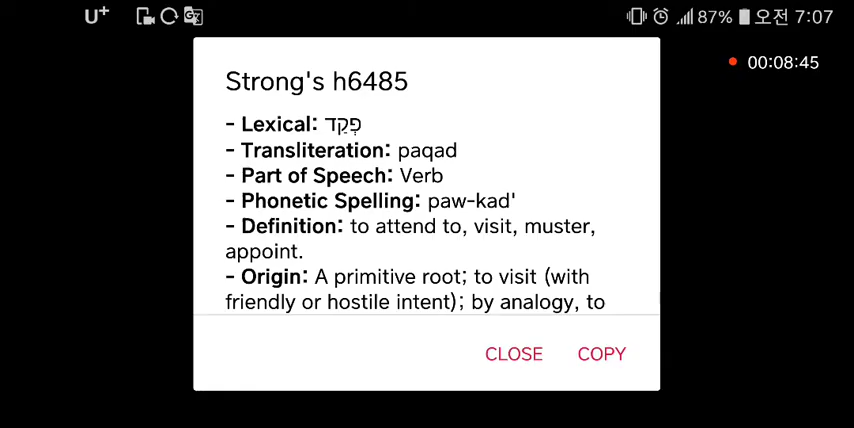 U+ 87% 오전 7:07
00:08:45
Strong's h6485
- Lexical: פְּקַד
- Transliteration: paqad
- Part of Speech: Verb
- Phonetic Spelling: paw-kad'
- Definition: to attend to, visit, muster,
appoint.
- Origin: A primitive root; to visit (with
friendly or hostile intent); by analogy, to
CLOSE COPY